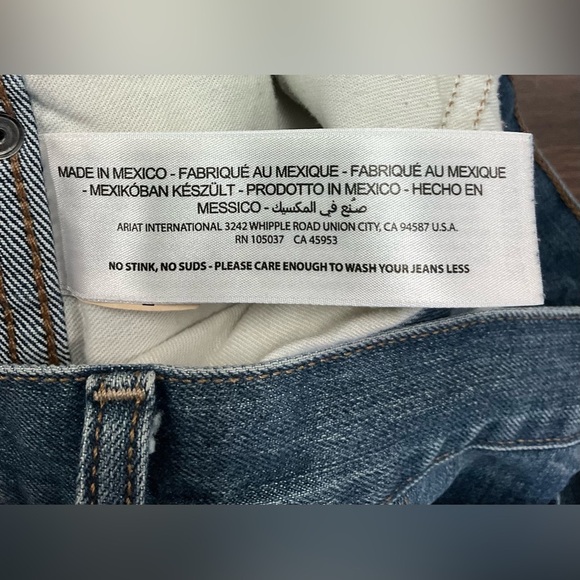 MADE IN MEXICO - FABRIQUÉ AU MEXIQUE - FABRIQUÉ AU MEXIQUE
- MEXIKÓBAN KÉSZÜLT - PRODOTTO IN MEXICO - HECHO EN
MESSICO - صُنع في المكسيك
ARIAT INTERNATIONAL 3242 WHIPPLE ROAD UNION CITY, CA 94587 U.S.A.
RN 105037 CA 45953
NO STINK, NO SUDS - PLEASE CARE ENOUGH TO WASH YOUR JEANS LESS